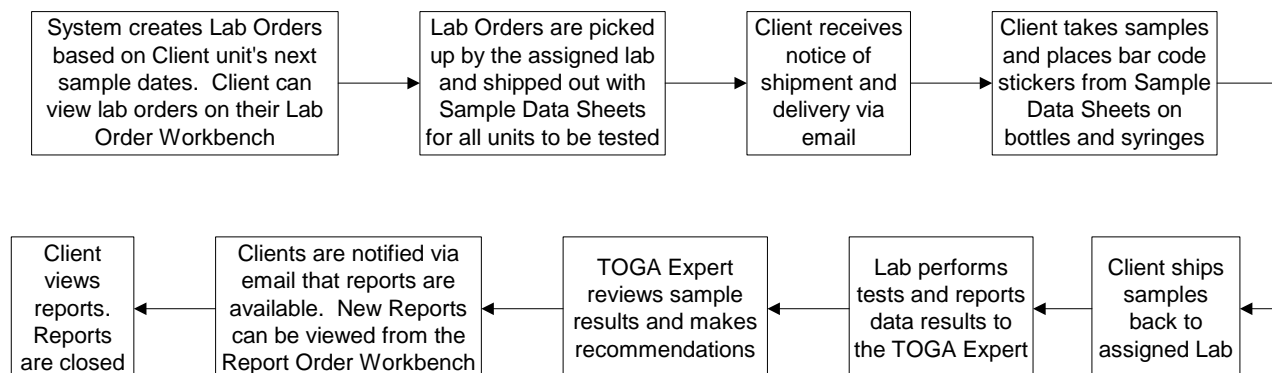 System creates Lab Orders
based on Client unit's next
sample dates.  Client can
view lab orders on their Lab
Order Workbench
Lab Orders are picked
up by the assigned lab
and shipped out with
Sample Data Sheets
for all units to be tested
Client receives
notice of
shipment and
delivery via
email
Client takes samples
and places bar code
stickers from Sample
Data Sheets on
bottles and syringes
Client ships
samples
back to
assigned Lab
Lab performs
tests and reports
data results to
the TOGA Expert
TOGA Expert
reviews sample
results and makes
recommendations
Clients are notified via
email that reports are
available.  New Reports
can be viewed from the
Report Order Workbench
Client
views
reports.
Reports
are closed